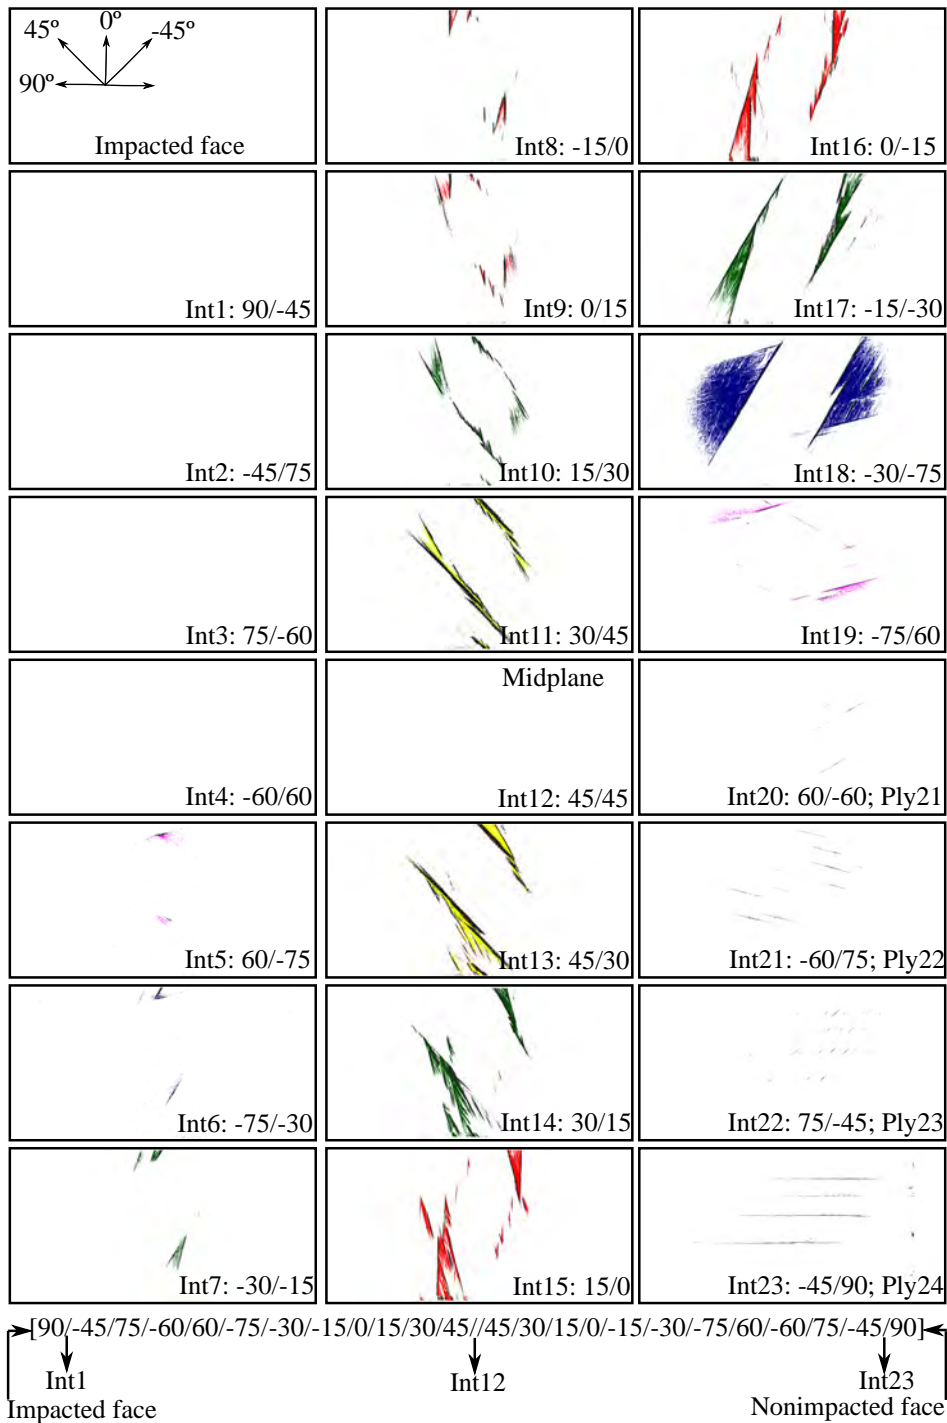 45º
0º
-45º
90º
Impacted face
Int1: 90/-45
Int2: -45/75
Int3: 75/-60
Int4: -60/60
Int5: 60/-75
Int6: -75/-30
Int7: -30/-15
Int8: -15/0
Int9: 0/15
Int10: 15/30
Int11: 30/45
Midplane
Int12: 45/45
Int13: 45/30
Int14: 30/15
Int15: 15/0
Int16: 0/-15
Int17: -15/-30
Int18: -30/-75
Int19: -75/60
Int20: 60/-60; Ply21
Int21: -60/75; Ply22
Int22: 75/-45; Ply23
Int23: -45/90; Ply24
[90/-45/75/-60/60/-75/-30/-15/0/15/30/45//45/30/15/0/-15/-30/-75/60/-60/75/-45/90]
Int1
Int12
Int23
Impacted face
Nonimpacted face